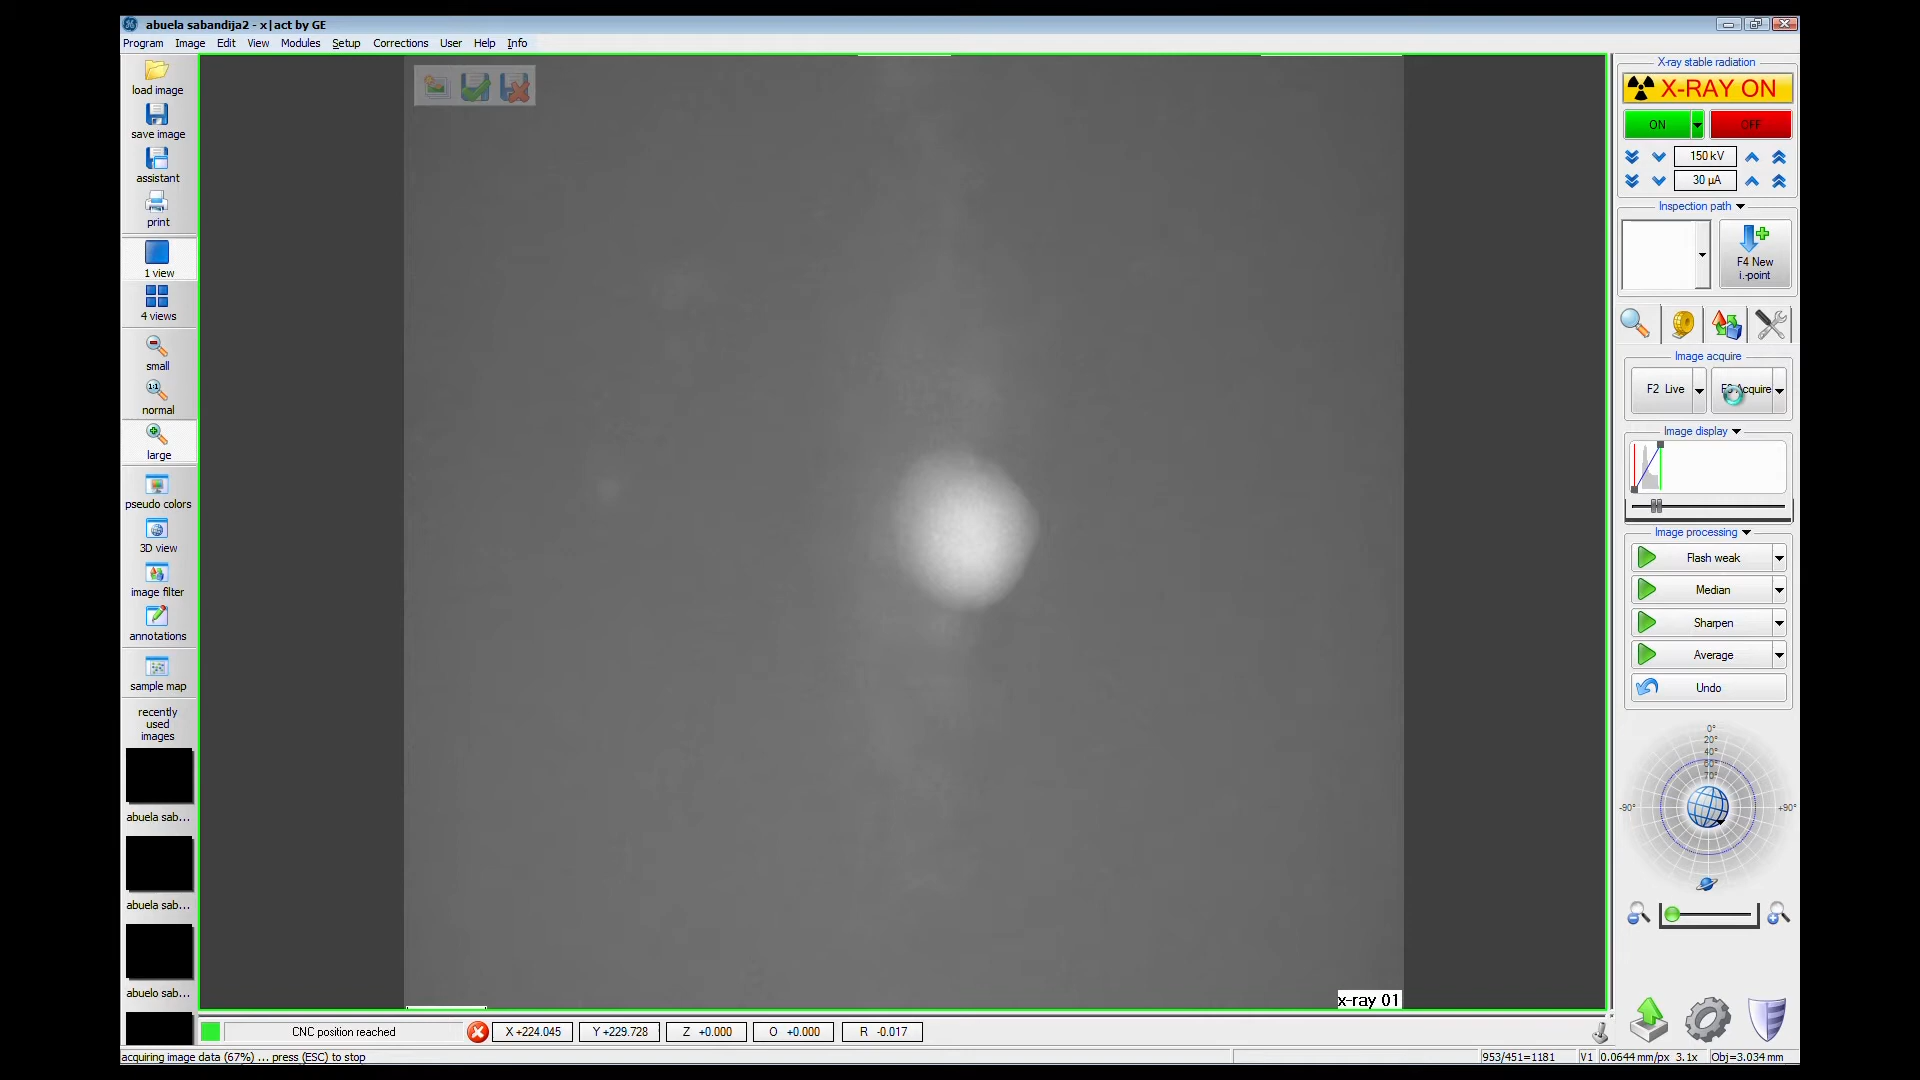 abuela sabandija2 - x|act by GE
Program Image Edit View Modules Setup Corrections User Help Info
load image
save image
assistant
print
1 view
4 views
small
1:1
normal
large
pseudo colors
3D view
image filter
annotations
sample map
recently
used
images
abuela sab...
abuela sab...
abuelo sab...
x-ray 01
X-ray stable radiation
X-RAY ON
ON
OFF
150 kV
30 µA
Inspection path
F4 New
i.-point
Image acquire
F2 Live
Image display
Image processing
Flash weak
Median
Sharpen
Average
Undo
0°
20°
40°
60°
70°
-90°
+90°
CNC position reached
X +224.045
Y +229.728
Z +0.000
O +0.000
R -0.017
acquiring image data (67%) ... press (ESC) to stop
953/451=1181
V1
0.0644 mm/px 3.1x
Obj=3.034 mm